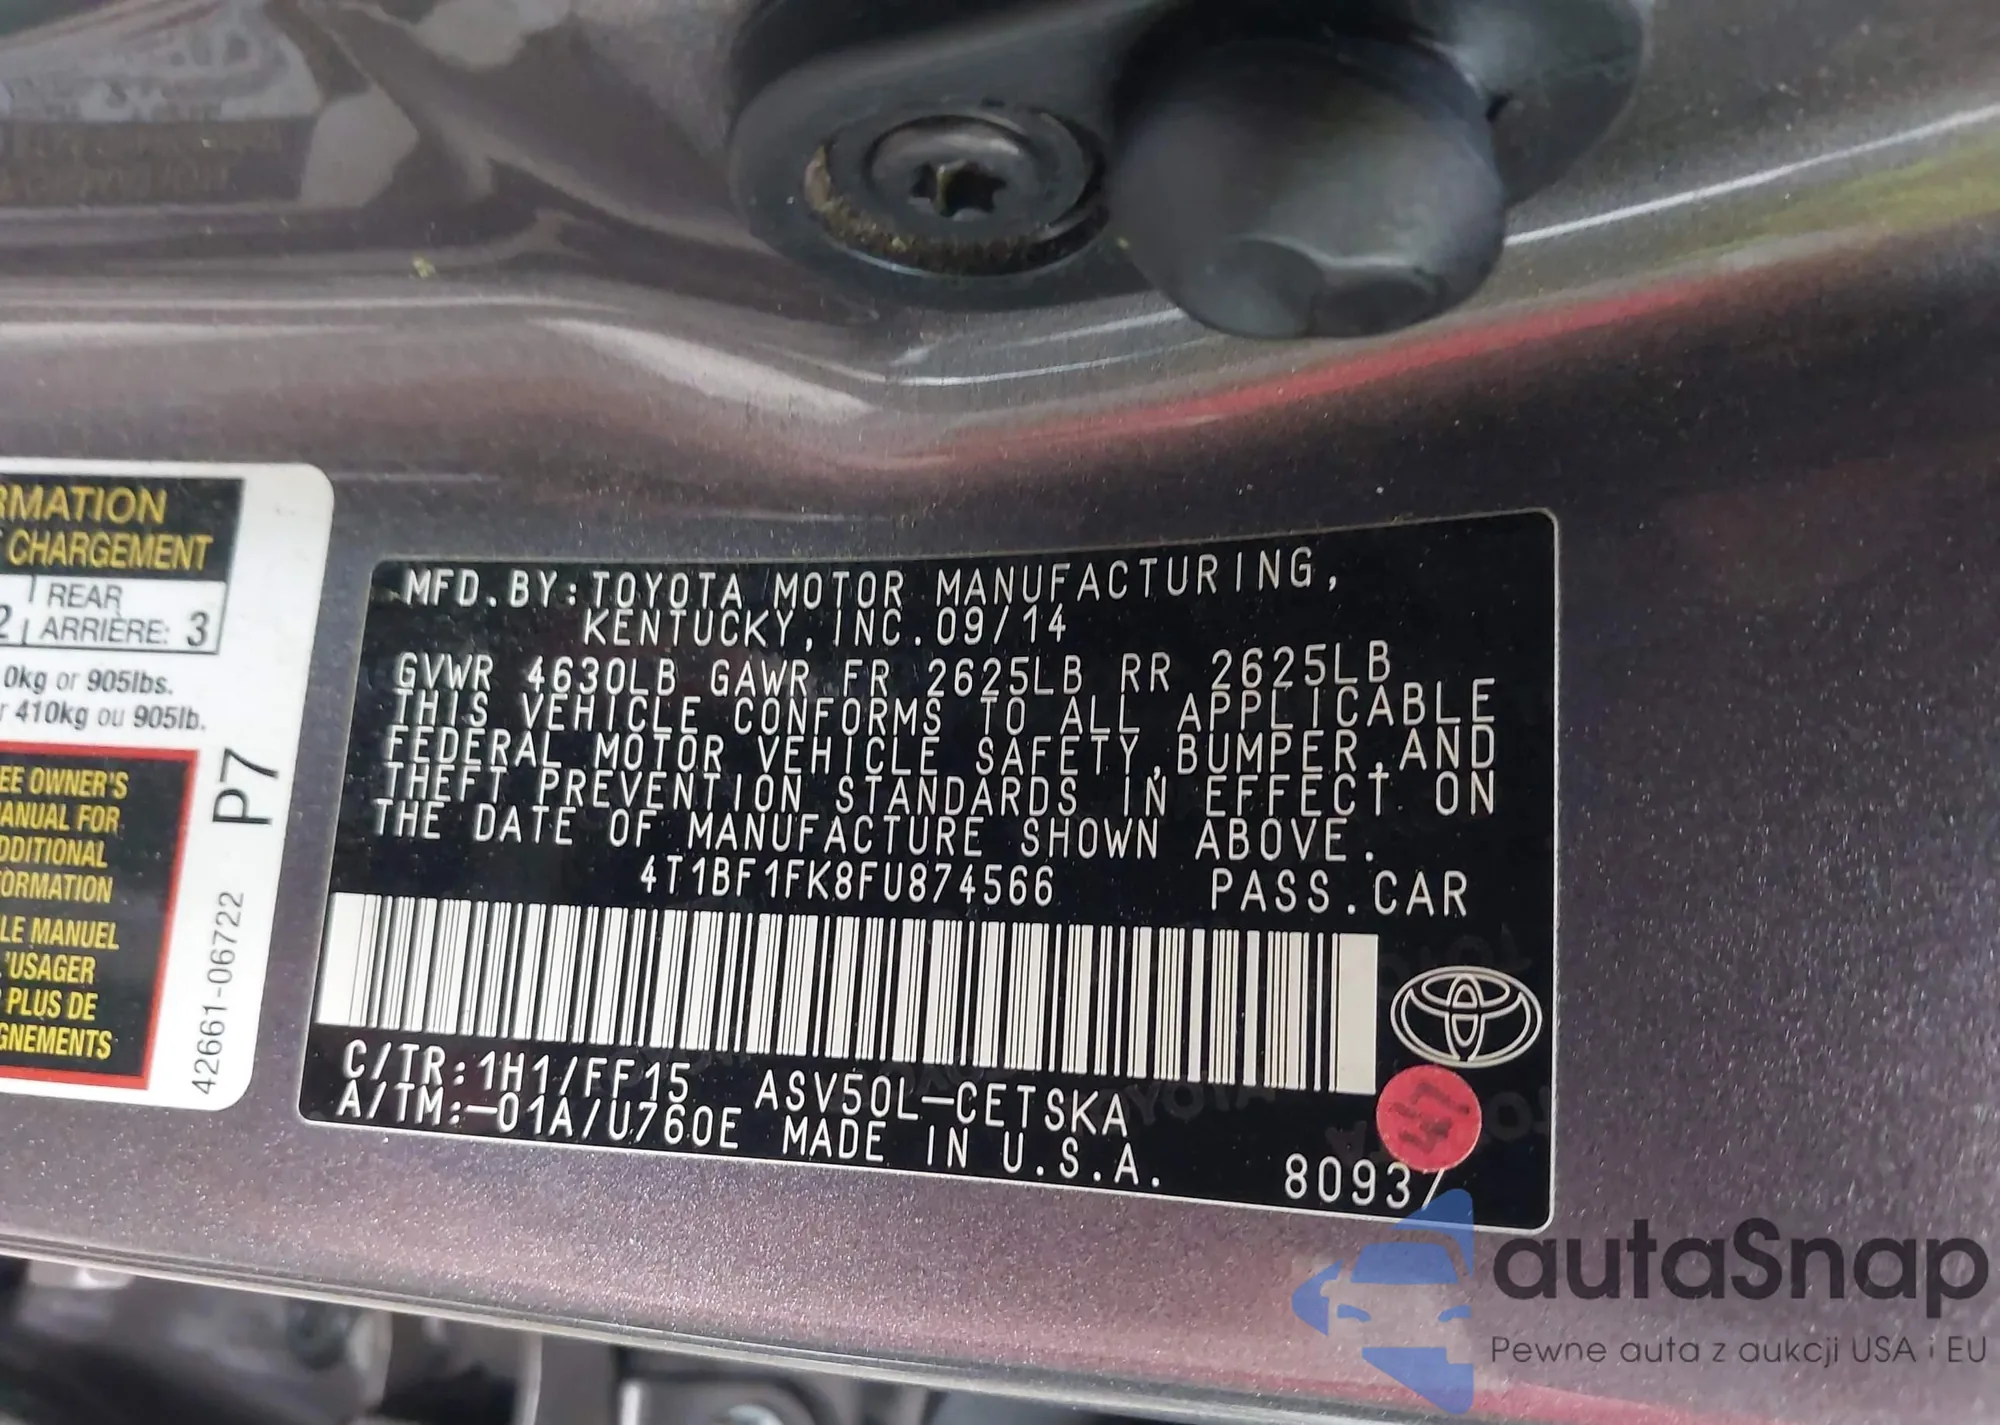 RMATION
CHARGEMENT
REAR
ARRIÈRE: 3
0kg or 905lbs.
r 410kg ou 905lb.
EE OWNER'S
ANUAL FOR
DDITIONAL
ORMATION
LE MANUEL
'USAGER
PLUS DE
GNEMENTS
P7
42661-06722
MFD.BY:TOYOTA MOTOR MANUFACTURING,
KENTUCKY,INC.09/14
GVWR 4630LB GAWR FR 2625LB RR 2625LB
THIS VEHICLE CONFORMS TO ALL APPLICABLE
FEDERAL MOTOR VEHICLE SAFETY,BUMPER,AND
THEFT PREVENTION STANDARDS IN EFFECT ON
THE DATE OF MANUFACTURE SHOWN ABOVE.
4T1BF1FK8FU874566 PASS.CAR
C/TR:1H1/FF15 ASV50L-CETSKA
A/TM:-01A/U760E MADE IN U.S.A.
47
80937
autaSnap
Pewne auta z aukcji USA i EU